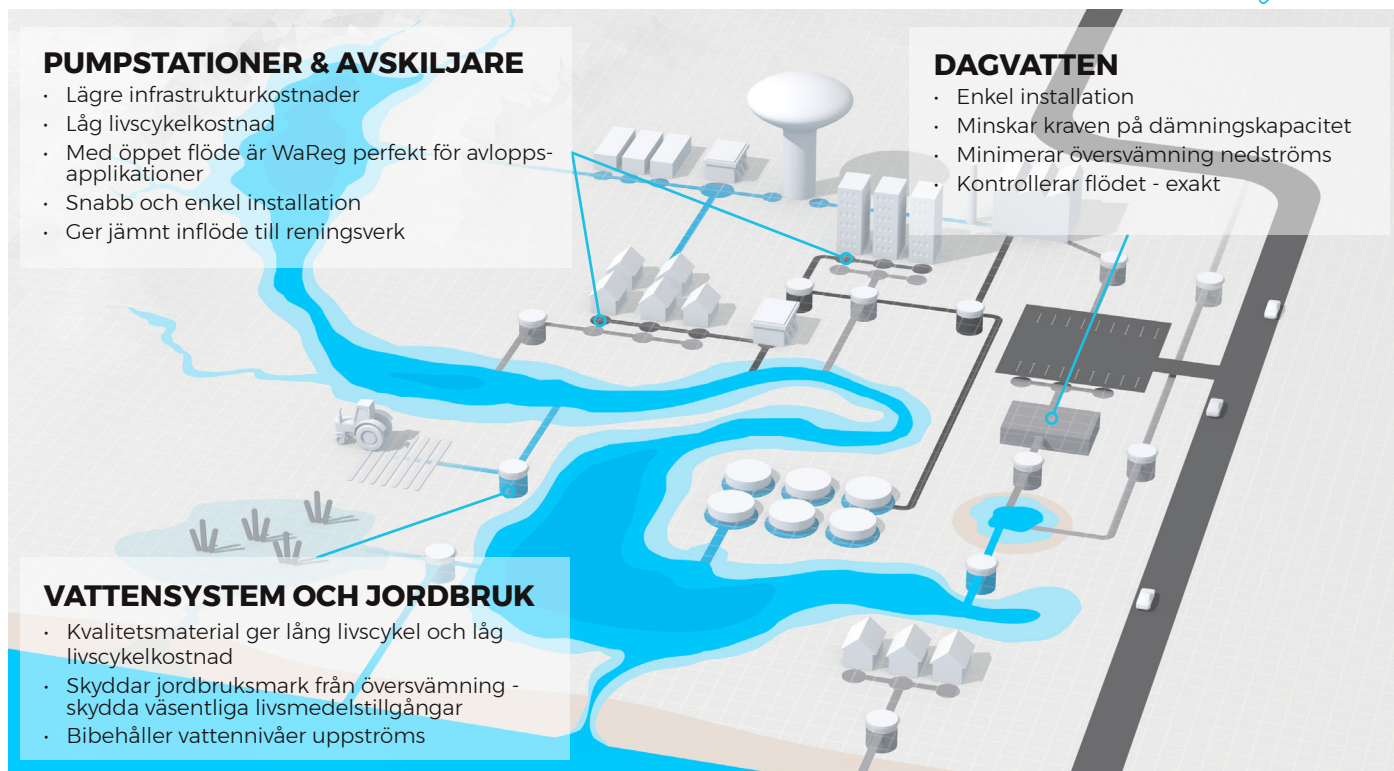 PUMPSTATIONER & AVSKILJARE
• Lägre infrastrukturkostnader
• Låg livscykelkostnad
• Med öppet flöde är WaReg perfekt för avlopps-
applikationer
• Snabb och enkel installation
• Ger jämnt inflöde till reningsverk
DAGVATTEN
• Enkel installation
• Minskar kraven på dämningskapacitet
• Minimerar översvämning nedströms
• Kontrollerar flödet - exakt
VATTENSYSTEM OCH JORDBRUK
• Kvalitetsmaterial ger lång livscykel och låg
livscykelkostnad
• Skyddar jordbruksmark från översvämning -
skydda väsentliga livsmedelstillgångar
• Bibehåller vattennivåer uppströms